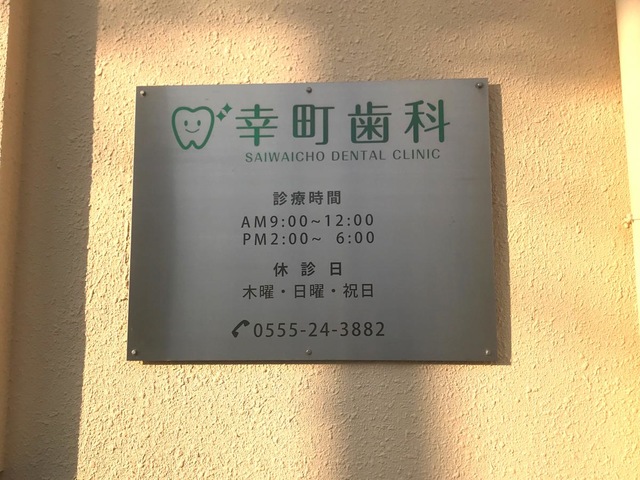 幸町歯科
SAIWAICHO DENTAL CLINIC
診療時間
AM9:00~12:00
PM2:00~ 6:00
休診日
木曜・日曜・祝日
0555-24-3882